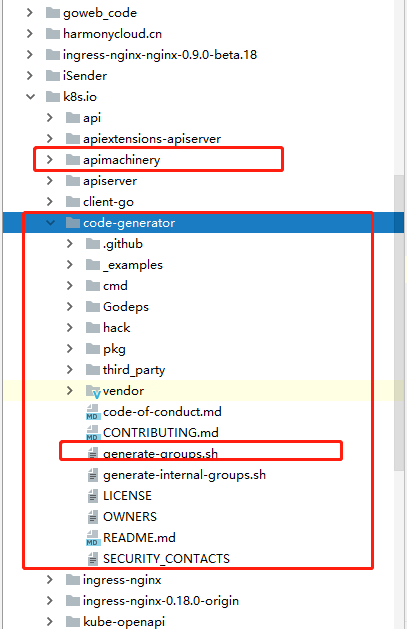 goweb_code
harmonycloud.cn
ingress-nginx-nginx-0.9.0-beta.18
iSender
k8s.io
api
apiextensions-apiserver
apimachinery
apiserver
client-go
code-generator
.github
_examples
cmd
Godeps
hack
pkg
third_party
vendor
code-of-conduct.md
CONTRIBUTING.md
generate-groups.sh
generate-internal-groups.sh
LICENSE
OWNERS
README.md
SECURITY_CONTACTS
ingress-nginx
ingress-nginx-0.18.0-origin
kube-openapi